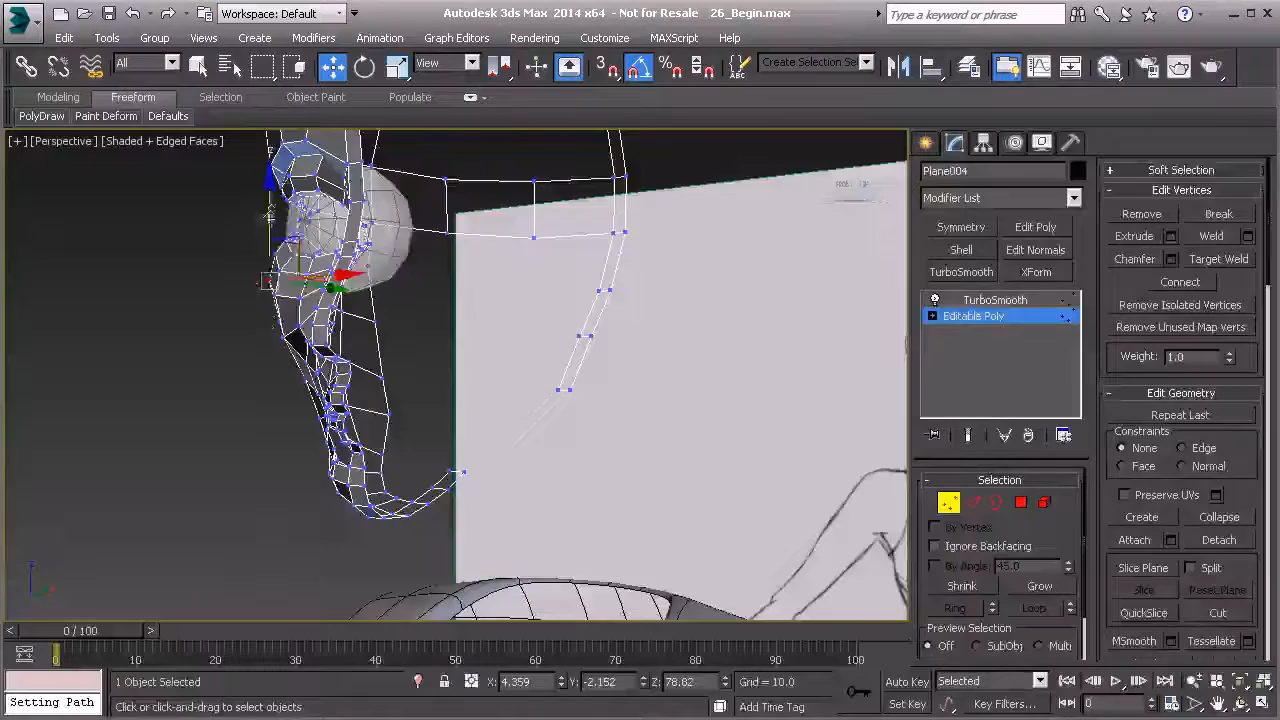 Workspace: Default
Autodesk 3ds Max 2014 x64 - Not for Resale 26_Begin.max
Type a keyword or phrase
Edit Tools Group Views Create Modifiers Animation Graph Editors Rendering Customize MAXScript Help
All View 3 Create Selection Se
Modeling Freeform Selection Object Paint Populate
PolyDraw Paint Deform Defaults
[+] [Perspective] [Shaded + Edged Faces]
Plane004
Modifier List
Symmetry Edit Poly
Shell Edit Normals
TurboSmooth XForm
TurboSmooth
Editable Poly
Selection
By Vertex
Ignore Backfacing
By Angle: 45.0
Shrink Grow
Ring Loop
Preview Selection
Off SubObj Multi
Soft Selection
Edit Vertices
Remove Break
Extrude Weld
Chamfer Target Weld
Connect
Remove Isolated Vertices
Remove Unused Map Verts
Weight: 1.0
Edit Geometry
Repeat Last
Constraints
None Edge
Face Normal
Preserve UVs
Create Collapse
Attach Detach
Slice Plane Split
Slice Reset Plane
QuickSlice Cut
MSmooth Tessellate
< 0 / 100 >
0 10 20 30 40 50 60 70 80 90 100
1 Object Selected X: 4.359 Y: -2.152 Z: 78.62 Grid = 10.0 Auto Key Selected
Setting Path Click or click-and-drag to select objects Add Time Tag Set Key Key Filters... 0